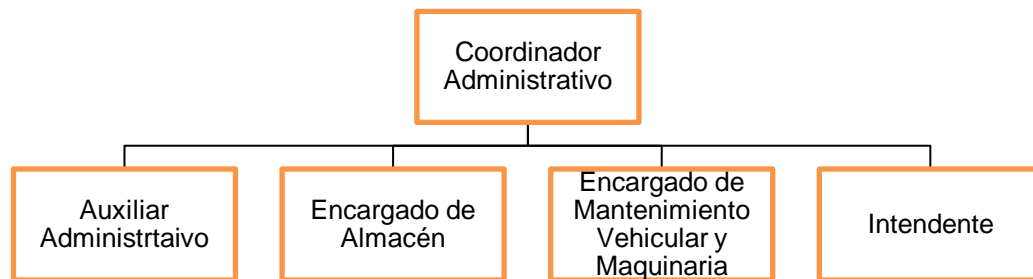 Coordinador
Administrativo
Auxiliar
Administrtaivo
Encargado de
Almacén
Encargado de
Mantenimiento
Vehicular y
Maquinaria
Intendente